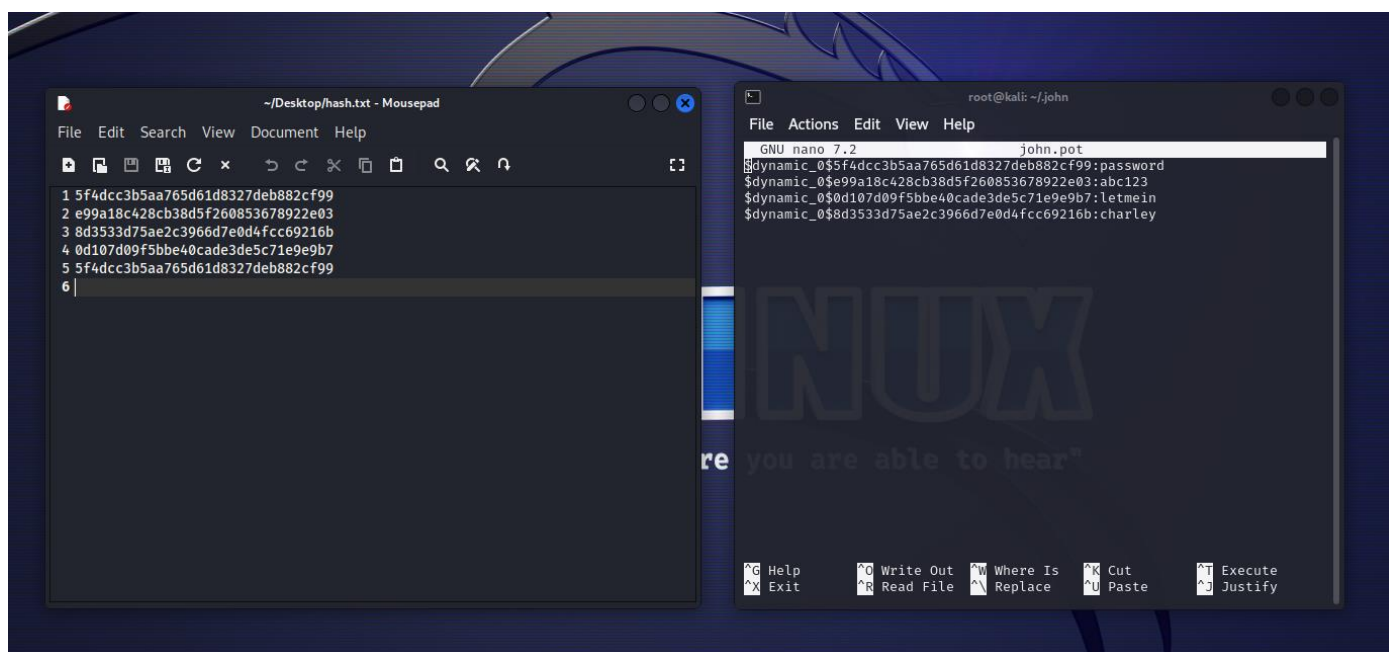 ~/Desktop/hash.txt - Mousepad
File Edit Search View Document Help
1 5f4dcc3b5aa765d61d8327deb882cf99
2 e99a18c428cb38d5f260853678922e03
3 8d3533d75ae2c3966d7e0d4fcc69216b
4 0d107d09f5bbe40cade3de5c71e9e9b7
5 5f4dcc3b5aa765d61d8327deb882cf99
6
root@kali: ~/.john
File Actions Edit View Help
GNU nano 7.2 john.pot
$dynamic_0$5f4dcc3b5aa765d61d8327deb882cf99:password
$dynamic_0$e99a18c428cb38d5f260853678922e03:abc123
$dynamic_0$0d107d09f5bbe40cade3de5c71e9e9b7:letmein
$dynamic_0$8d3533d75ae2c3966d7e0d4fcc69216b:charley
NUX
re you are able to hear"
^G Help ^O Write Out ^W Where Is ^K Cut ^T Execute
^X Exit ^R Read File ^\ Replace ^U Paste ^J Justify